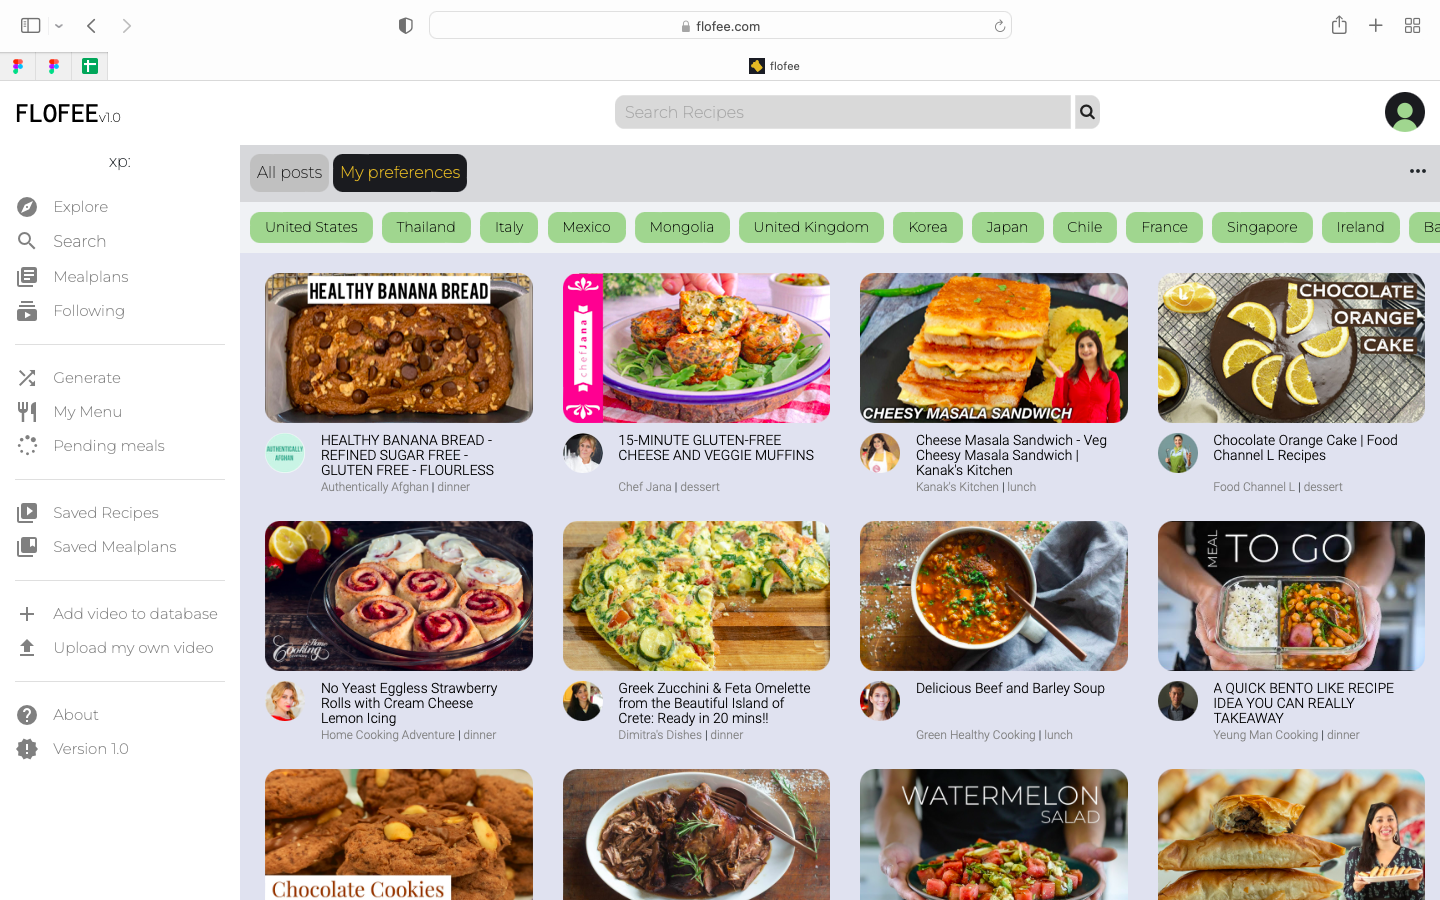 flofee.com
flofee
FLOFEE v1.0
Search Recipes
xp:
Explore
Search
Mealplans
Following
Generate
My Menu
Pending meals
Saved Recipes
Saved Mealplans
Add video to database
Upload my own video
About
Version 1.0
All posts
My preferences
United States
Thailand
Italy
Mexico
Mongolia
United Kingdom
Korea
Japan
Chile
France
Singapore
Ireland
Ba
HEALTHY BANANA BREAD
AUTHENTICALLY
AFGHAN
HEALTHY BANANA BREAD -
REFINED SUGAR FREE -
GLUTEN FREE - FLOURLESS
Authentically Afghan | dinner
chefJana
15-MINUTE GLUTEN-FREE
CHEESE AND VEGGIE MUFFINS
Chef Jana | dessert
CHEESY MASALA SANDWICH
Cheese Masala Sandwich - Veg
Cheesy Masala Sandwich |
Kanak's Kitchen
Kanak's Kitchen | lunch
CHOCOLATE
ORANGE
CAKE
Chocolate Orange Cake | Food
Channel L Recipes
Food Channel L | dessert
Home
Cooking
No Yeast Eggless Strawberry
Rolls with Cream Cheese
Lemon Icing
Home Cooking Adventure | dinner
Greek Zucchini & Feta Omelette
from the Beautiful Island of
Crete: Ready in 20 mins!!
Dimitra's Dishes | dinner
Delicious Beef and Barley Soup
Green Healthy Cooking | lunch
MEAL
TO GO
A QUICK BENTO LIKE RECIPE
IDEA YOU CAN REALLY
TAKEAWAY
Yeung Man Cooking | dinner
Chocolate Cookies
WATERMELON
SALAD